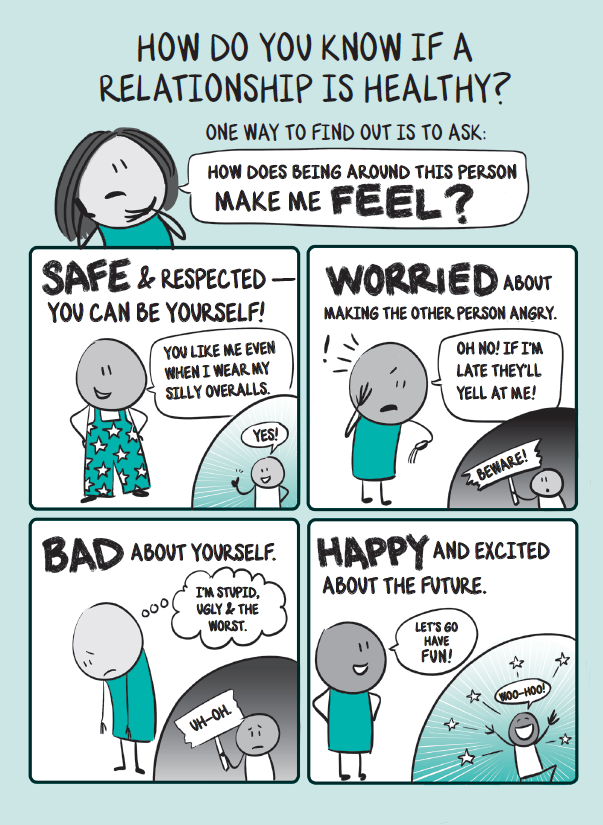 HOW DO YOU KNOW IF A
RELATIONSHIP IS HEALTHY?
ONE WAY TO FIND OUT IS TO ASK:
HOW DOES BEING AROUND THIS PERSON
MAKE ME FEEL?
SAFE & RESPECTED —
YOU CAN BE YOURSELF!
YOU LIKE ME EVEN
WHEN I WEAR MY
SILLY OVERALLS.
YES!
WORRIED ABOUT
MAKING THE OTHER PERSON ANGRY.
!
OH NO! IF I'M
LATE THEY'LL
YELL AT ME!
BEWARE!
BAD ABOUT YOURSELF.
I'M STUPID,
UGLY & THE
WORST.
UH-OH.
HAPPY AND EXCITED
ABOUT THE FUTURE.
LET'S GO
HAVE
FUN!
WOO-HOO!